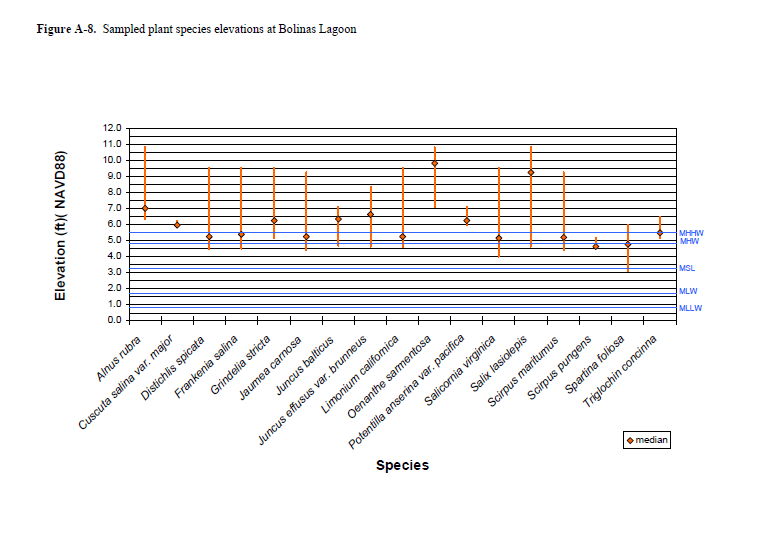 Figure A-8. Sampled plant species elevations at Bolinas Lagoon
Elevation (ft)( NAVD88)
12.0
11.0
10.0
9.0
8.0
7.0
6.0
5.0
4.0
3.0
2.0
1.0
0.0
MHHW
MHW
MSL
MLW
MLLW
Alnus rubra
Cuscuta salina var. major
Distichlis spicata
Frankenia salina
Grindelia stricta
Jaumea carnosa
Juncus balticus
Juncus effusus var. brunneus
Limonium californica
Oenanthe sarmentosa
Potentilla anserina var. pacifica
Salicornia virginica
Salix lasiolepis
Scirpus maritumus
Scirpus pungens
Spartina foliosa
Triglochin concinna
median
Species